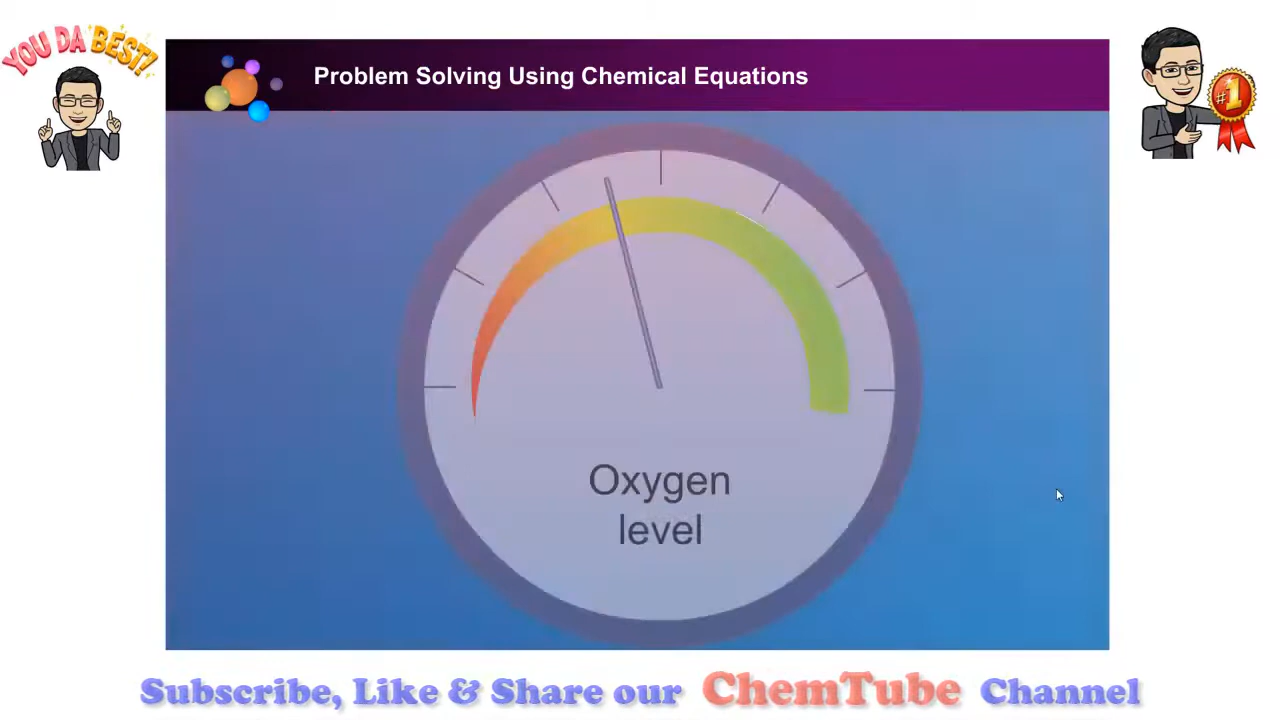 YOU DA BEST!
Problem Solving Using Chemical Equations
#1
Oxygen
level
Subscribe, Like & Share our ChemTube Channel